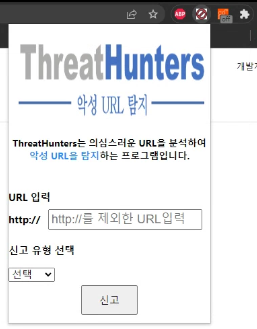 ABP
개발자
ThreatHunters
악성 URL 탐지
ThreatHunters는 의심스러운 URL을 분석하여
악성 URL을 탐지하는 프로그램입니다.
URL 입력
http://
http://를 제외한 URL입력
신고 유형 선택
선택
신고